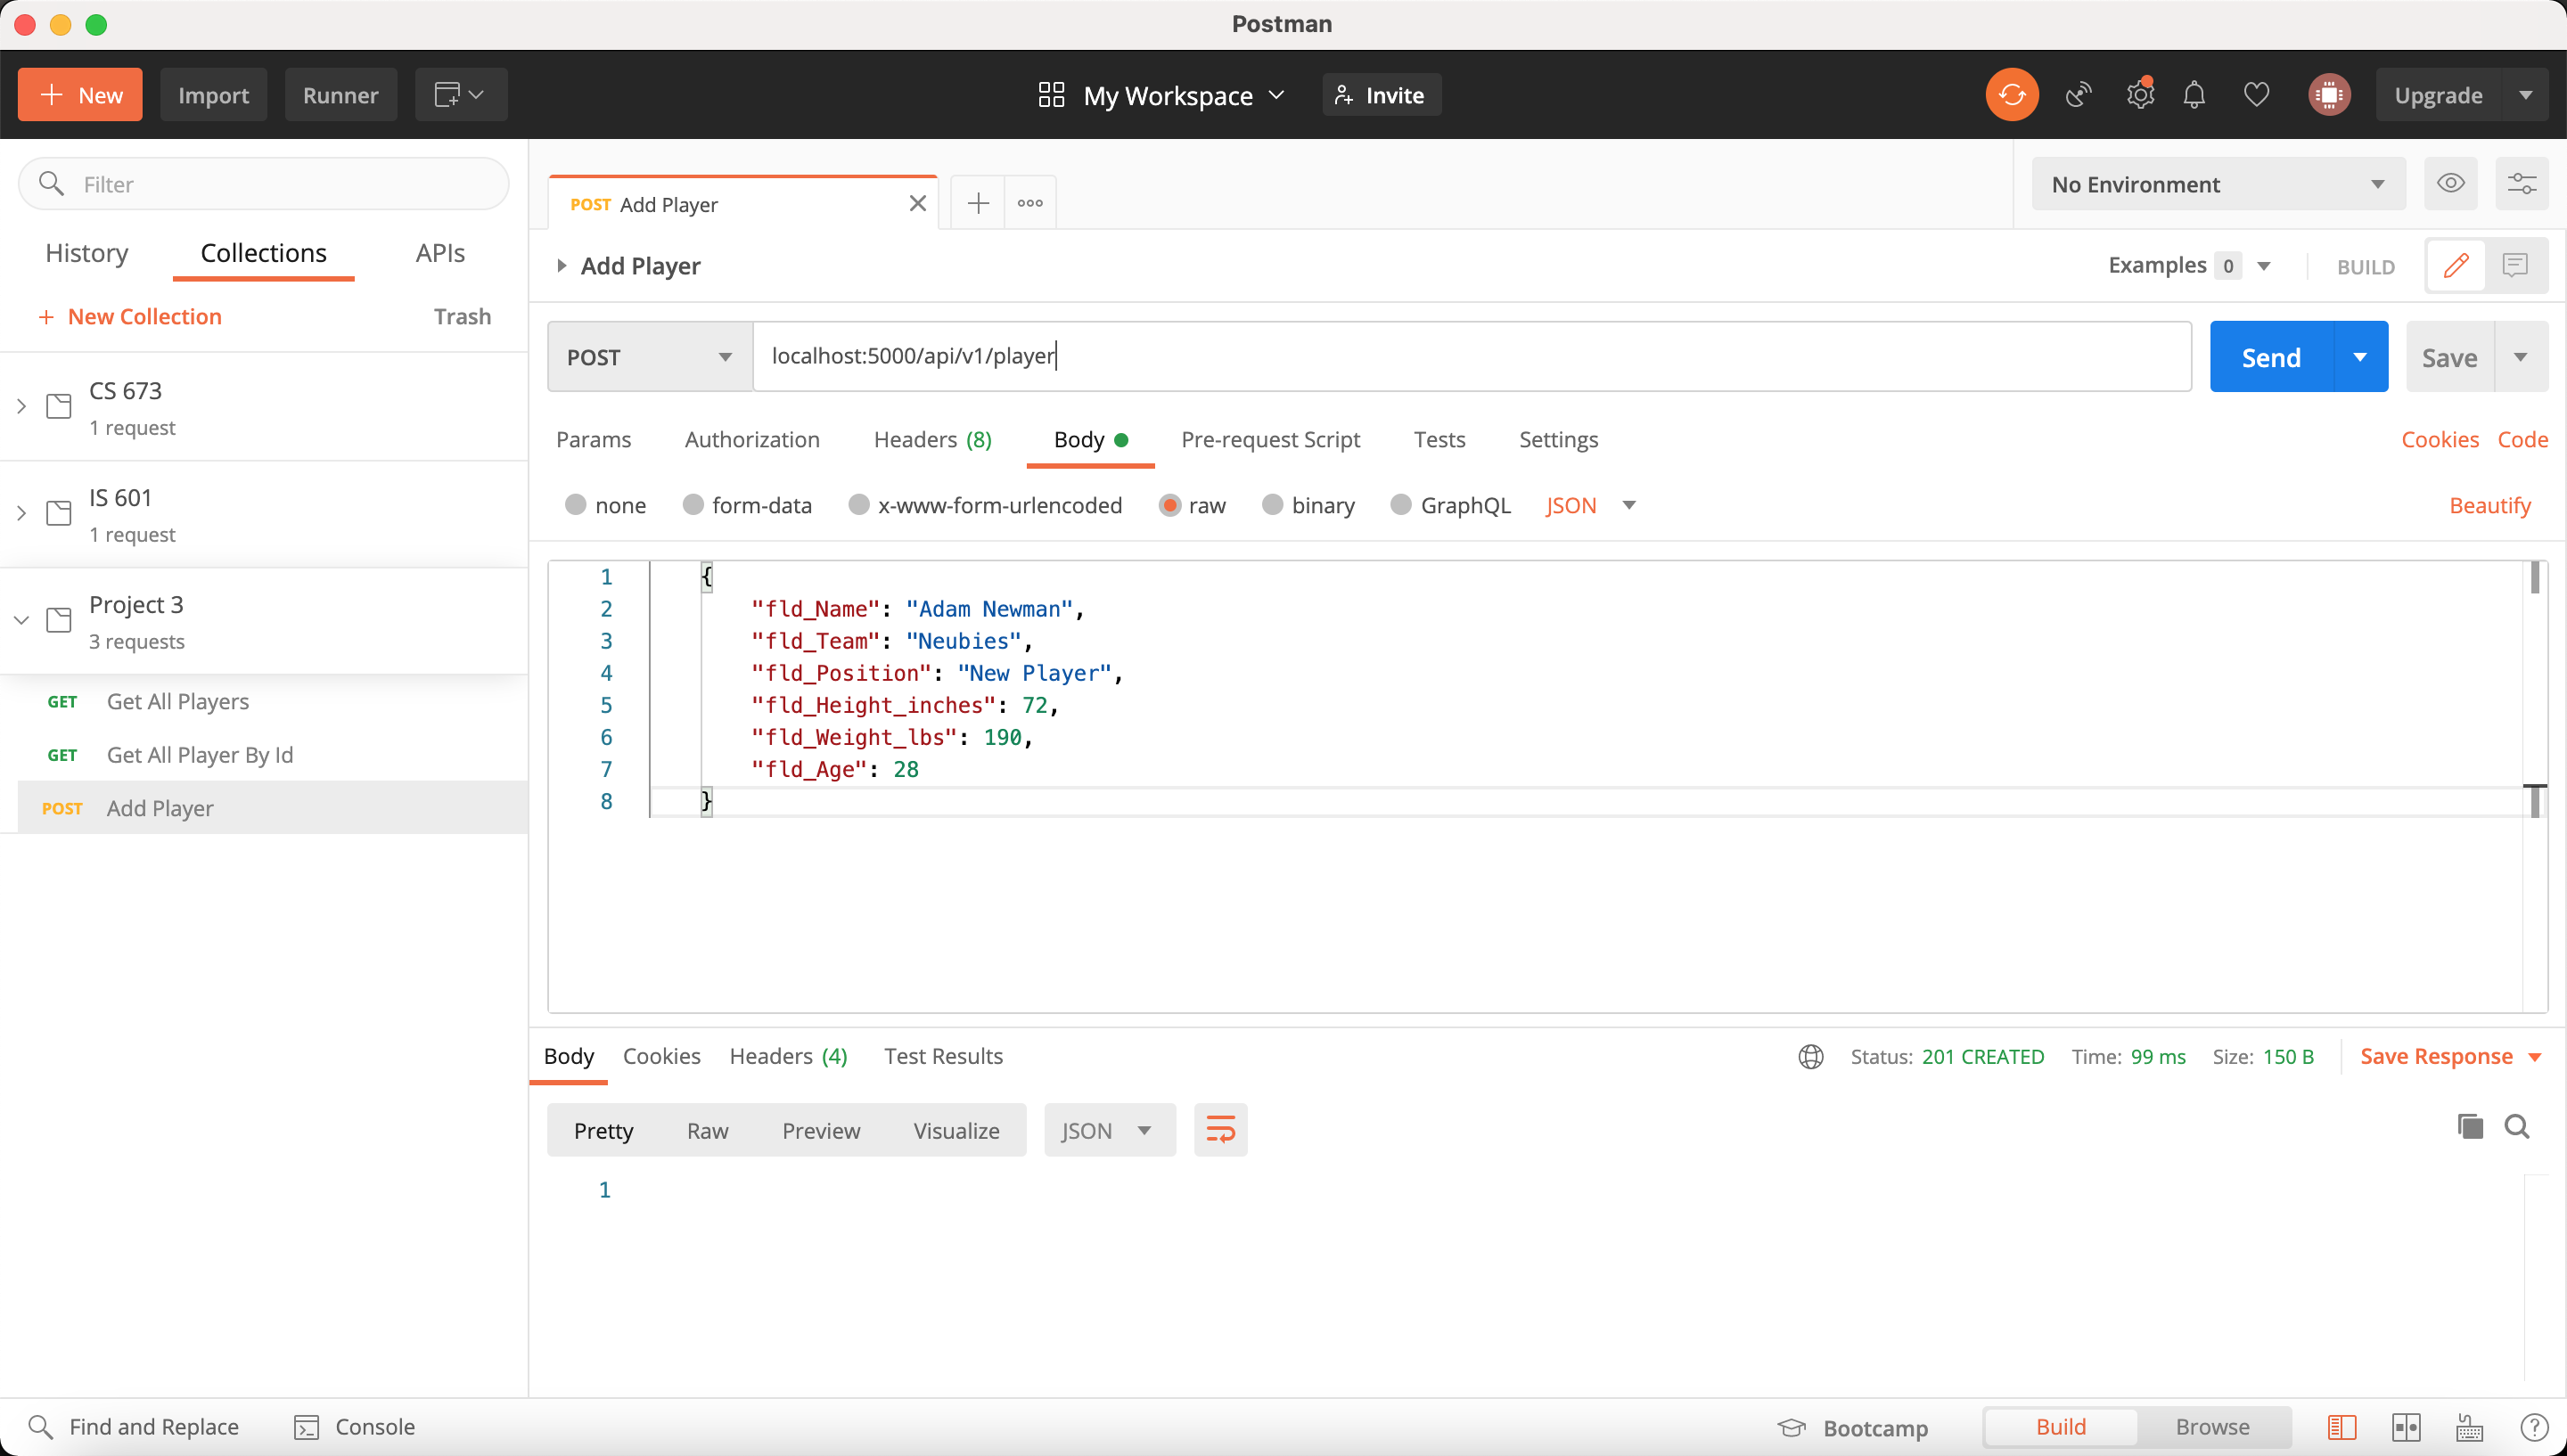 Postman
New Import Runner My Workspace Invite Upgrade
Filter
History Collections APIs
New Collection Trash
CS 673
1 request
IS 601
1 request
Project 3
3 requests
GET Get All Players
GET Get All Player By Id
POST Add Player
POST Add Player No Environment
Add Player Examples 0 BUILD
POST localhost:5000/api/v1/player Send Save
Params Authorization Headers (8) Body Pre-request Script Tests Settings Cookies Code
none form-data x-www-form-urlencoded raw binary GraphQL JSON Beautify
1 {
2 "fld_Name": "Adam Newman",
3 "fld_Team": "Neubies",
4 "fld_Position": "New Player",
5 "fld_Height_inches": 72,
6 "fld_Weight_lbs": 190,
7 "fld_Age": 28
8 }
Body Cookies Headers (4) Test Results Status: 201 CREATED Time: 99 ms Size: 150 B Save Response
Pretty Raw Preview Visualize JSON
1
Find and Replace Console Bootcamp Build Browse